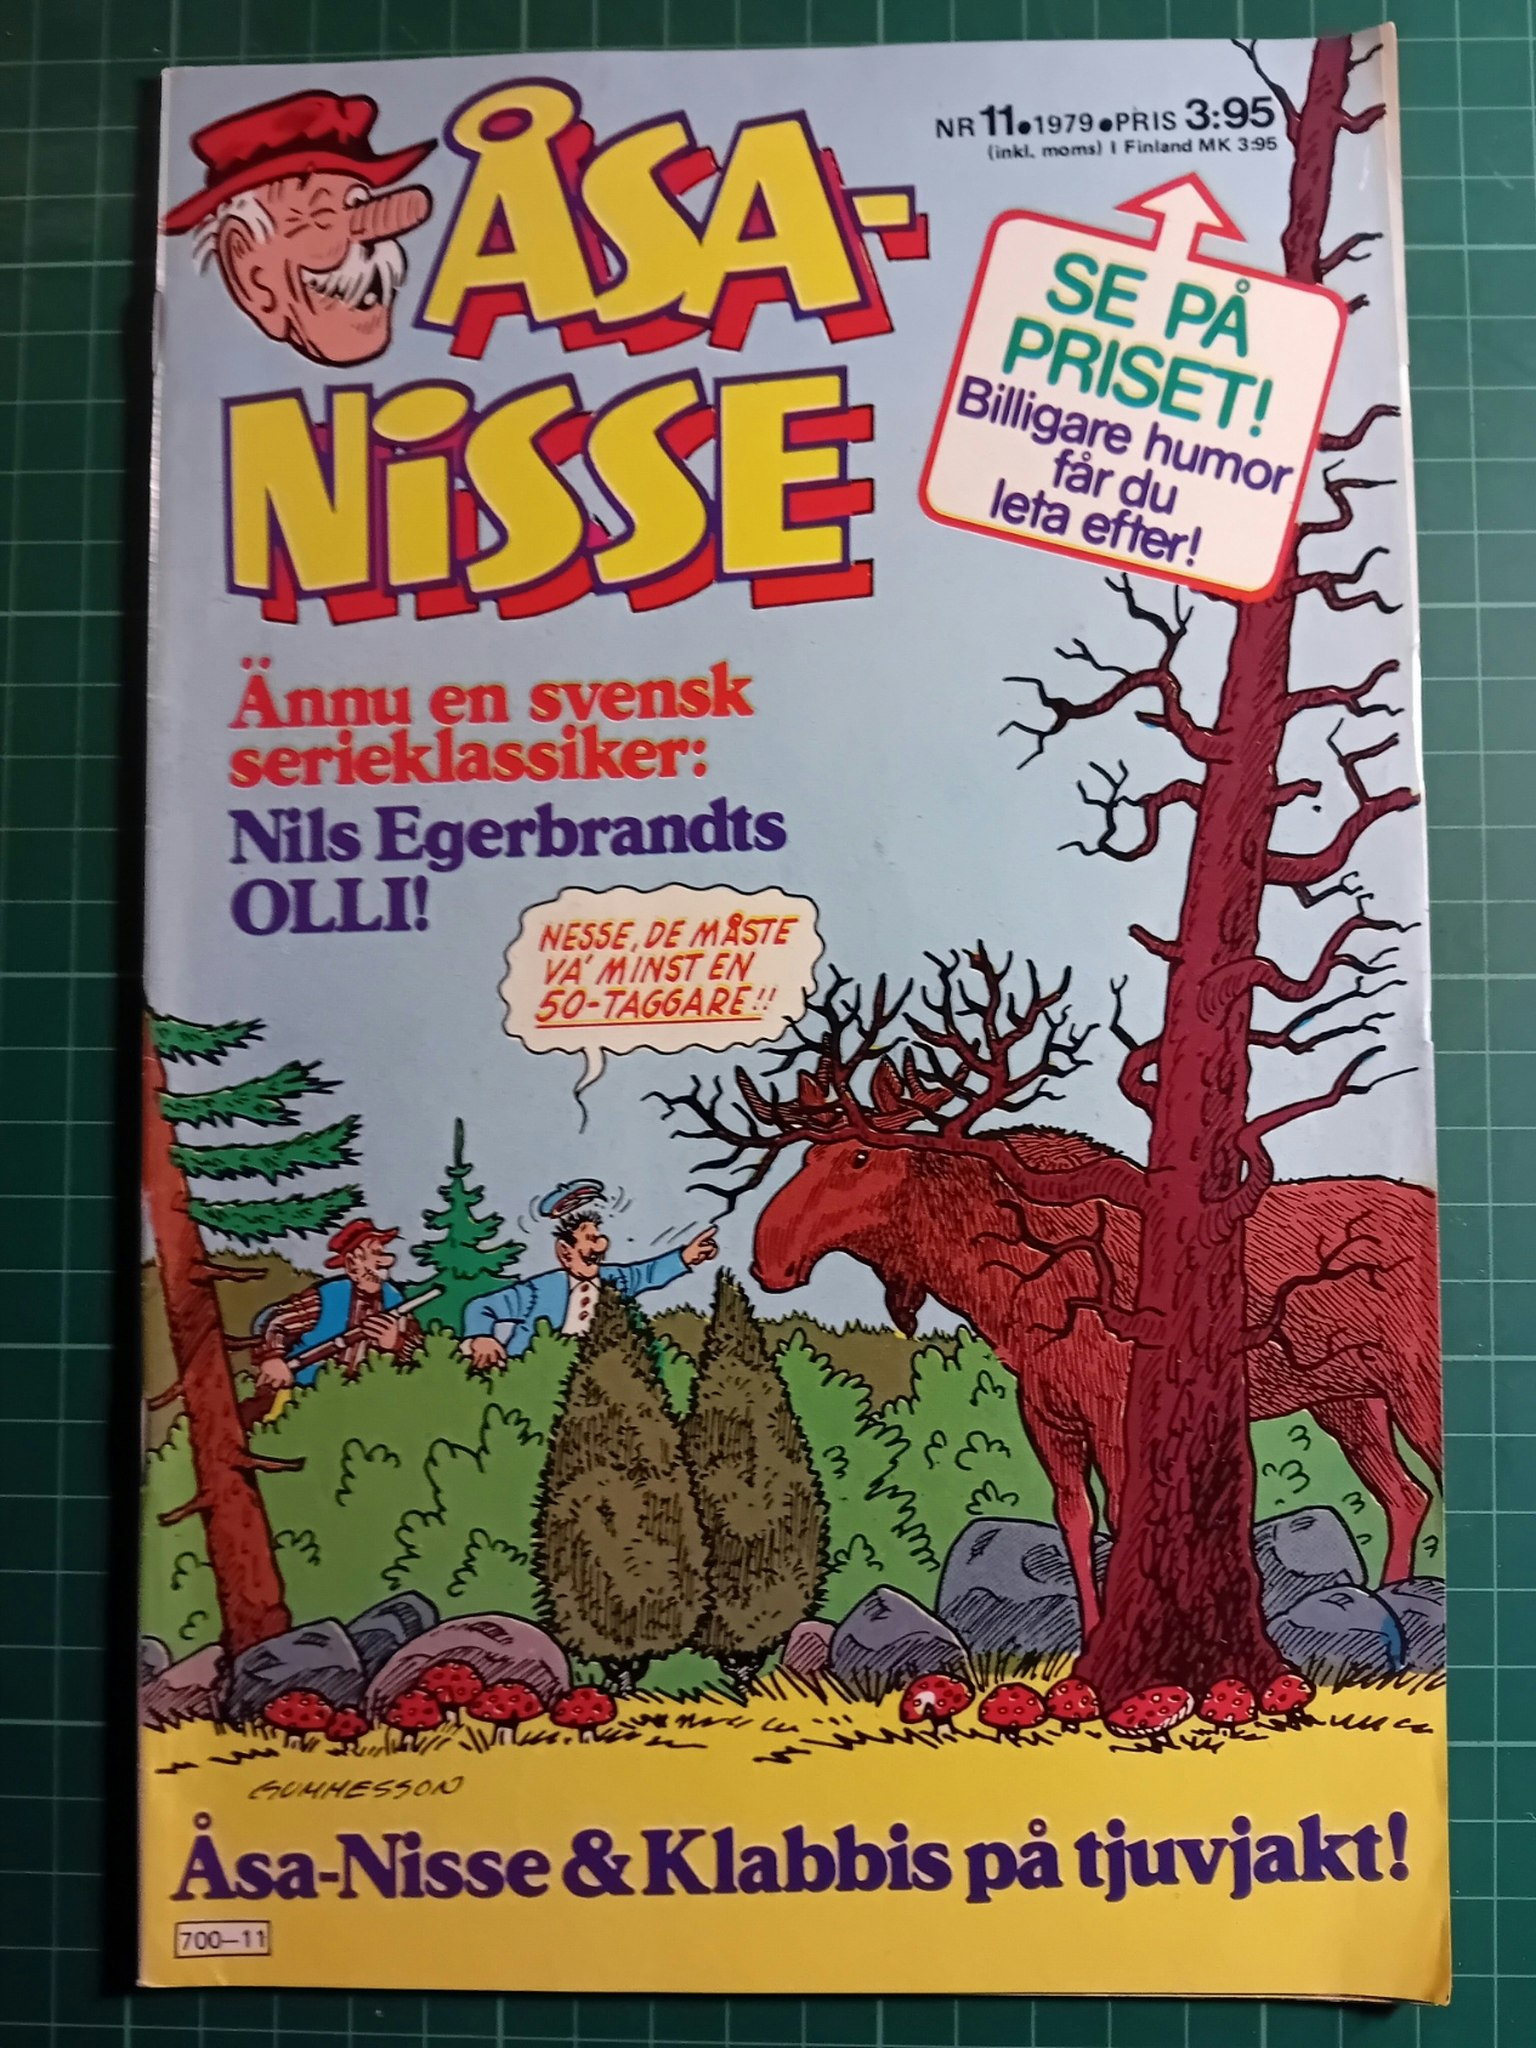 ÅSA-
NISSE
NR 11•1979•PRIS 3:95
(inkl. moms) I Finland MK 3:95
SE PÅ
PRISET!
Billigare humor
får du
leta efter!
Ännu en svensk
serieklassiker:
Nils Egerbrandts
OLLI!
NESSE, DE MÅSTE
VA' MINST EN
50-TAGGARE!!
GUMMESSON
Åsa-Nisse & Klabbis på tjuvjakt!
700–11